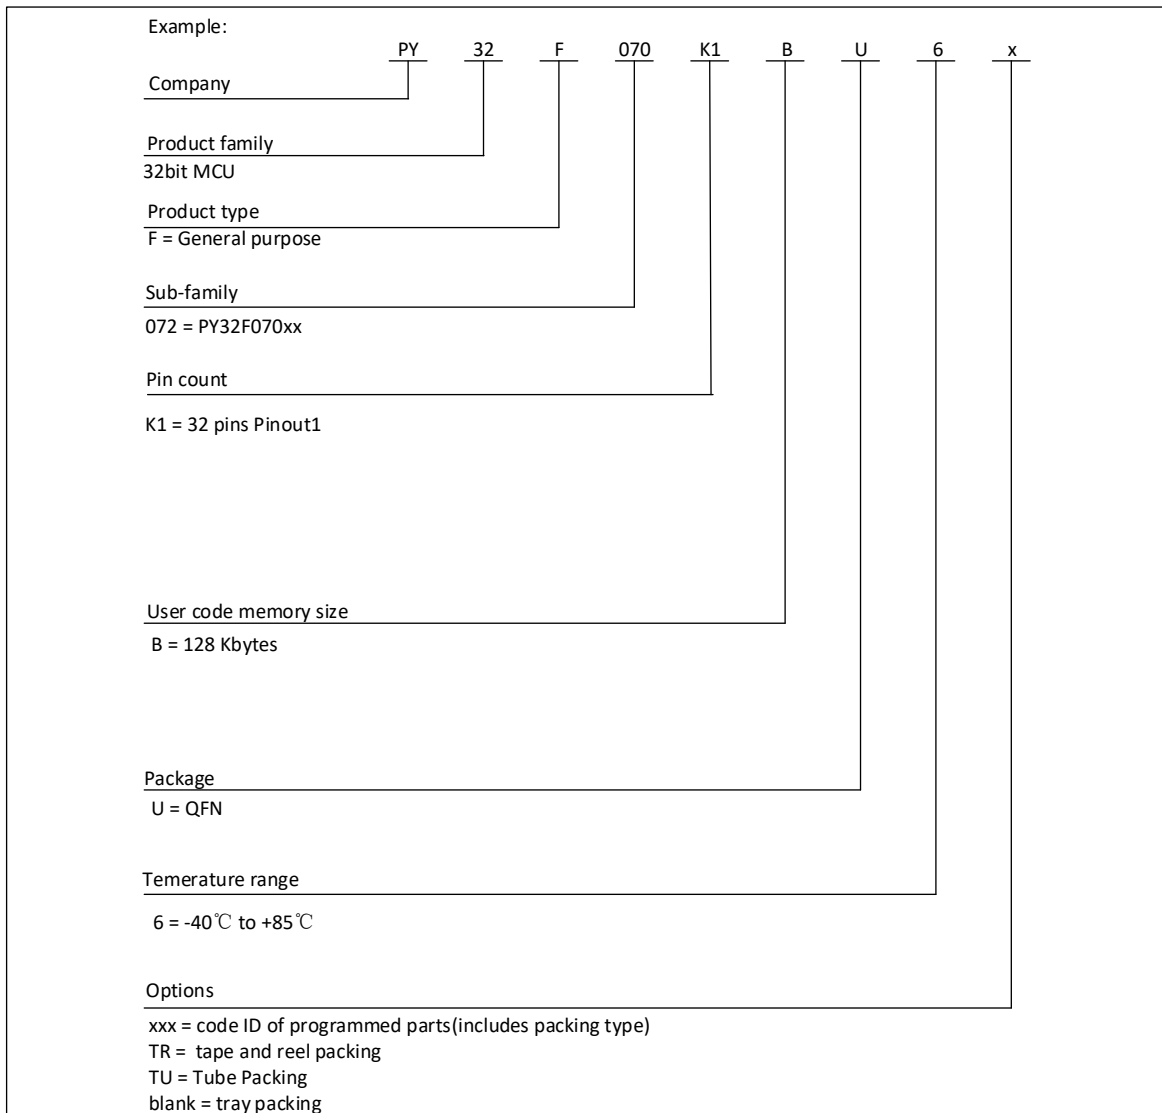 Example:
PY 32 F 070 K1 B U 6 x
Company
Product family
32bit MCU
Product type
F = General purpose
Sub-family
072 = PY32F070xx
Pin count
K1 = 32 pins Pinout1
User code memory size
B = 128 Kbytes
Package
U = QFN
Temerature range
6 = -40℃ to +85℃
Options
xxx = code ID of programmed parts(includes packing type)
TR = tape and reel packing
TU = Tube Packing
blank = tray packing